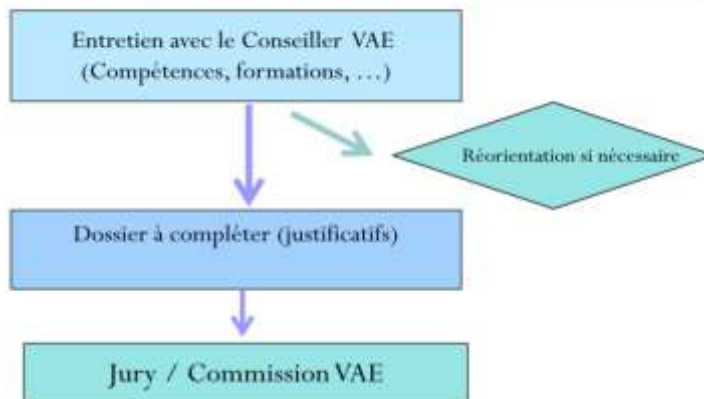 Entretien avec le Conseiller VAE
(Compétences, formations, …)
Réorientation si nécessaire
Dossier à compléter (justificatifs)
Jury / Commission VAE